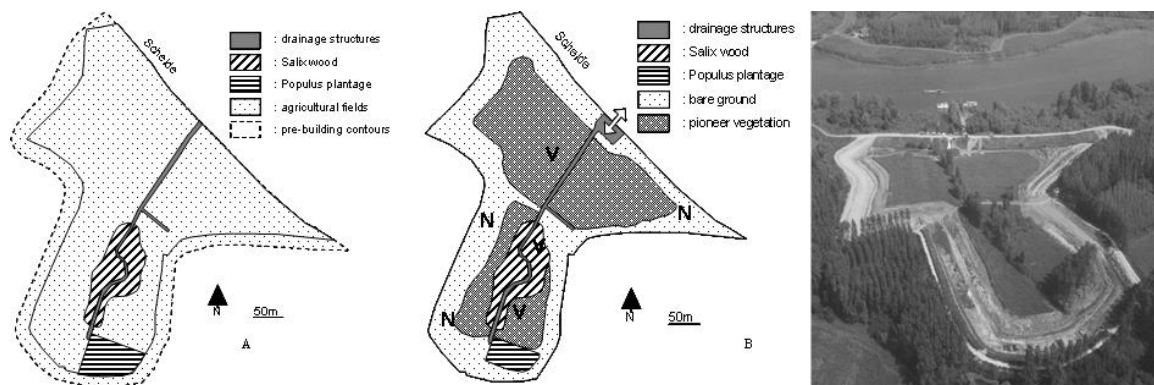 Schelde
: drainage structures
: Salix wood
: Populus plantage
: agricultural fields
: pre-building contours
N
50m
A
Schelde
: drainage structures
: Salix wood
: Populus plantage
: bare ground
: pioneer vegetation
V
N
N
V
N
V
N
50m
B